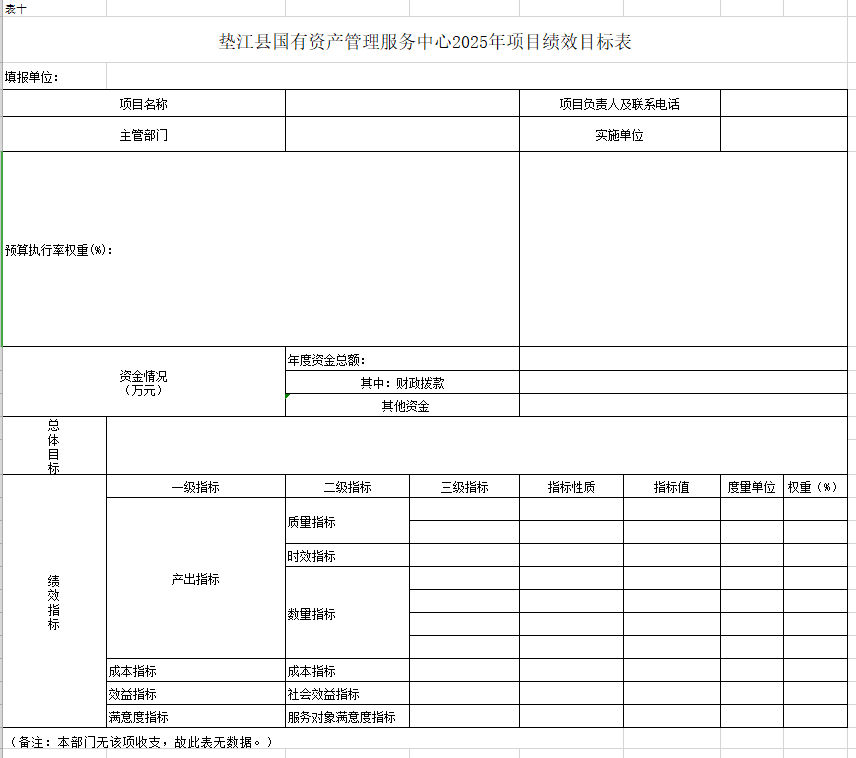 表十
垫江县国有资产管理服务中心2025年项目绩效目标表
填报单位：
项目名称
项目负责人及联系电话
主管部门
实施单位
预算执行率权重(%)：
资金情况
（万元）
年度资金总额：
其中：财政拨款
其他资金
总
体
目
标
绩
效
指
标
一级指标
二级指标
三级指标
指标性质
指标值
度量单位
权重（%）
产出指标
质量指标
时效指标
数量指标
成本指标
成本指标
效益指标
社会效益指标
满意度指标
服务对象满意度指标
（备注：本部门无该项收支，故此表无数据。）